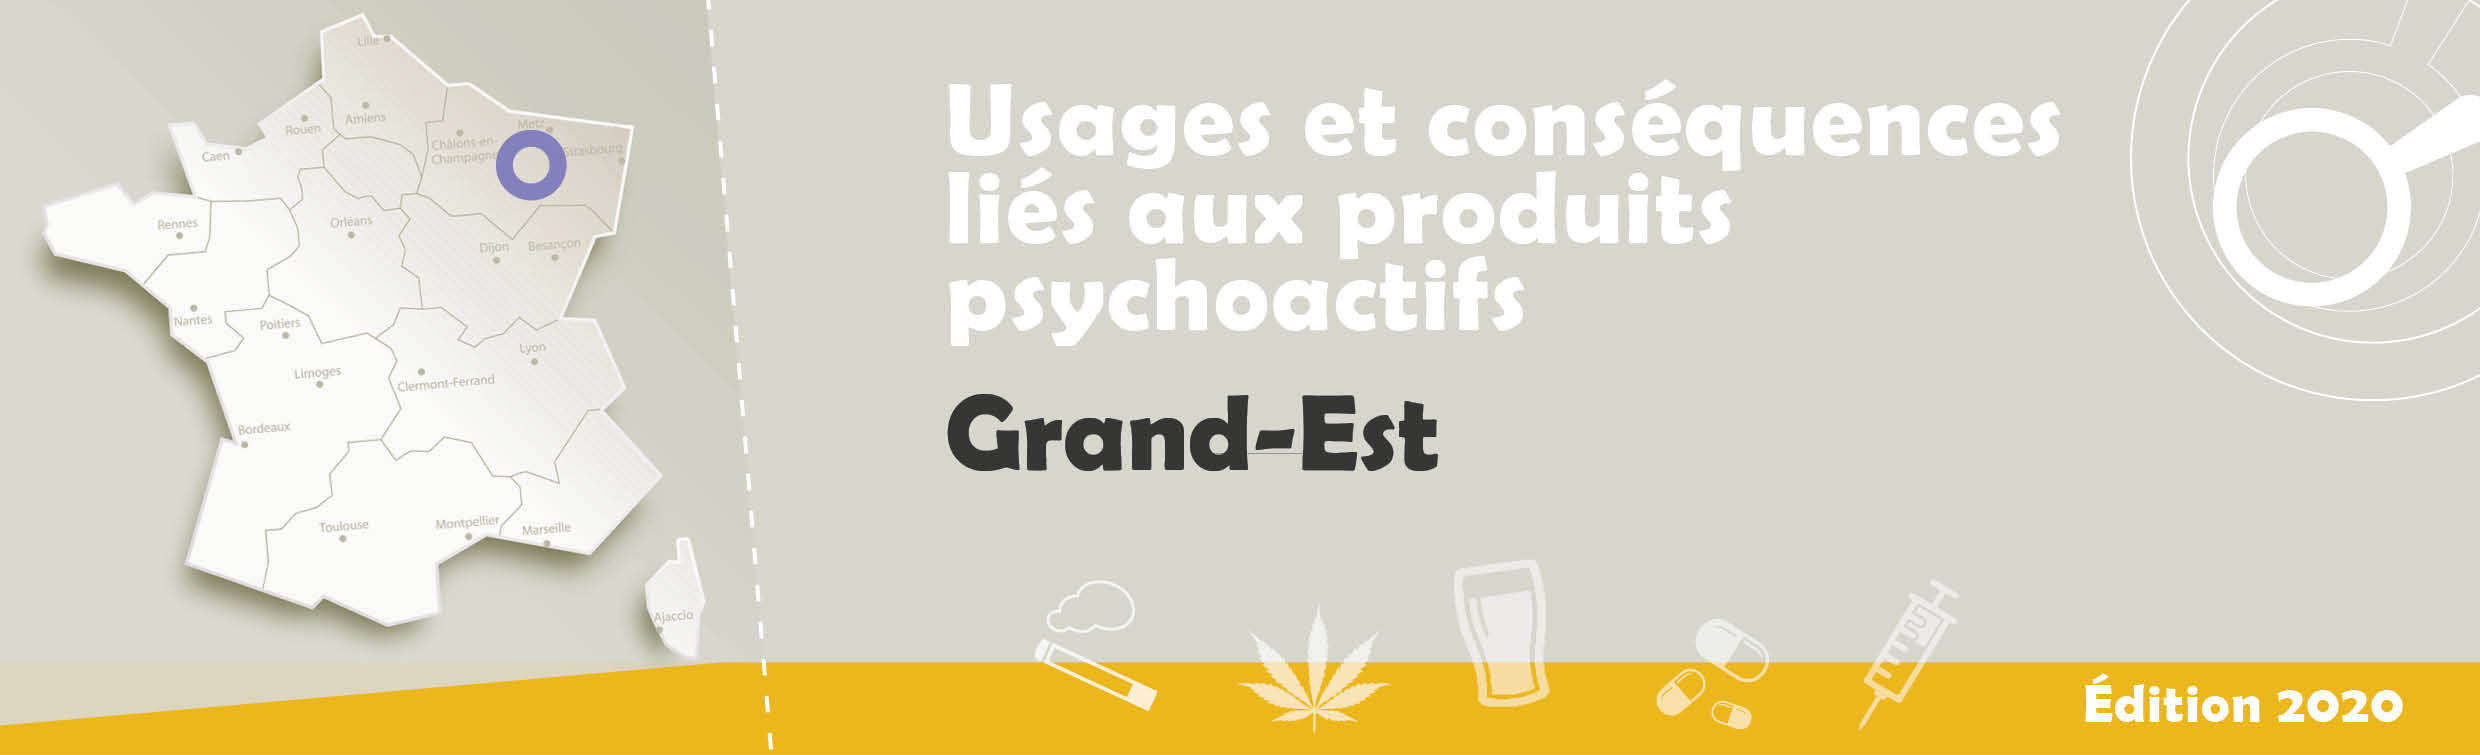 Lille
Amiens
Rouen
Metz
Châlons-en-
Champagne
Strasbourg
Caen
Rennes
Orléans
Dijon
Besançon
Nantes
Poitiers
Lyon
Limoges
Clermont-Ferrand
Bordeaux
Toulouse
Montpellier
Marseille
Ajaccio
Usages et conséquences
liés aux produits
psychoactifs
Grand-Est
Édition 2020